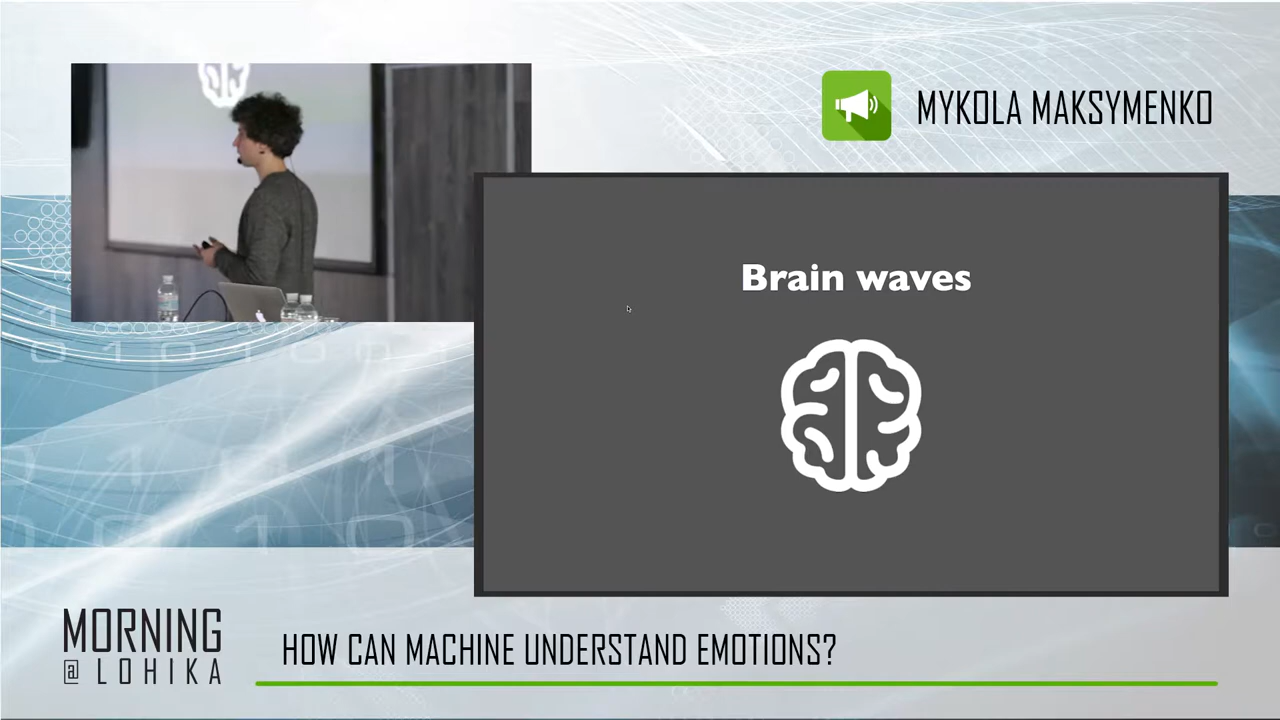 MYKOLA MAKSYMENKO
Brain waves
MORNING
@ LOHIKA
HOW CAN MACHINE UNDERSTAND EMOTIONS?